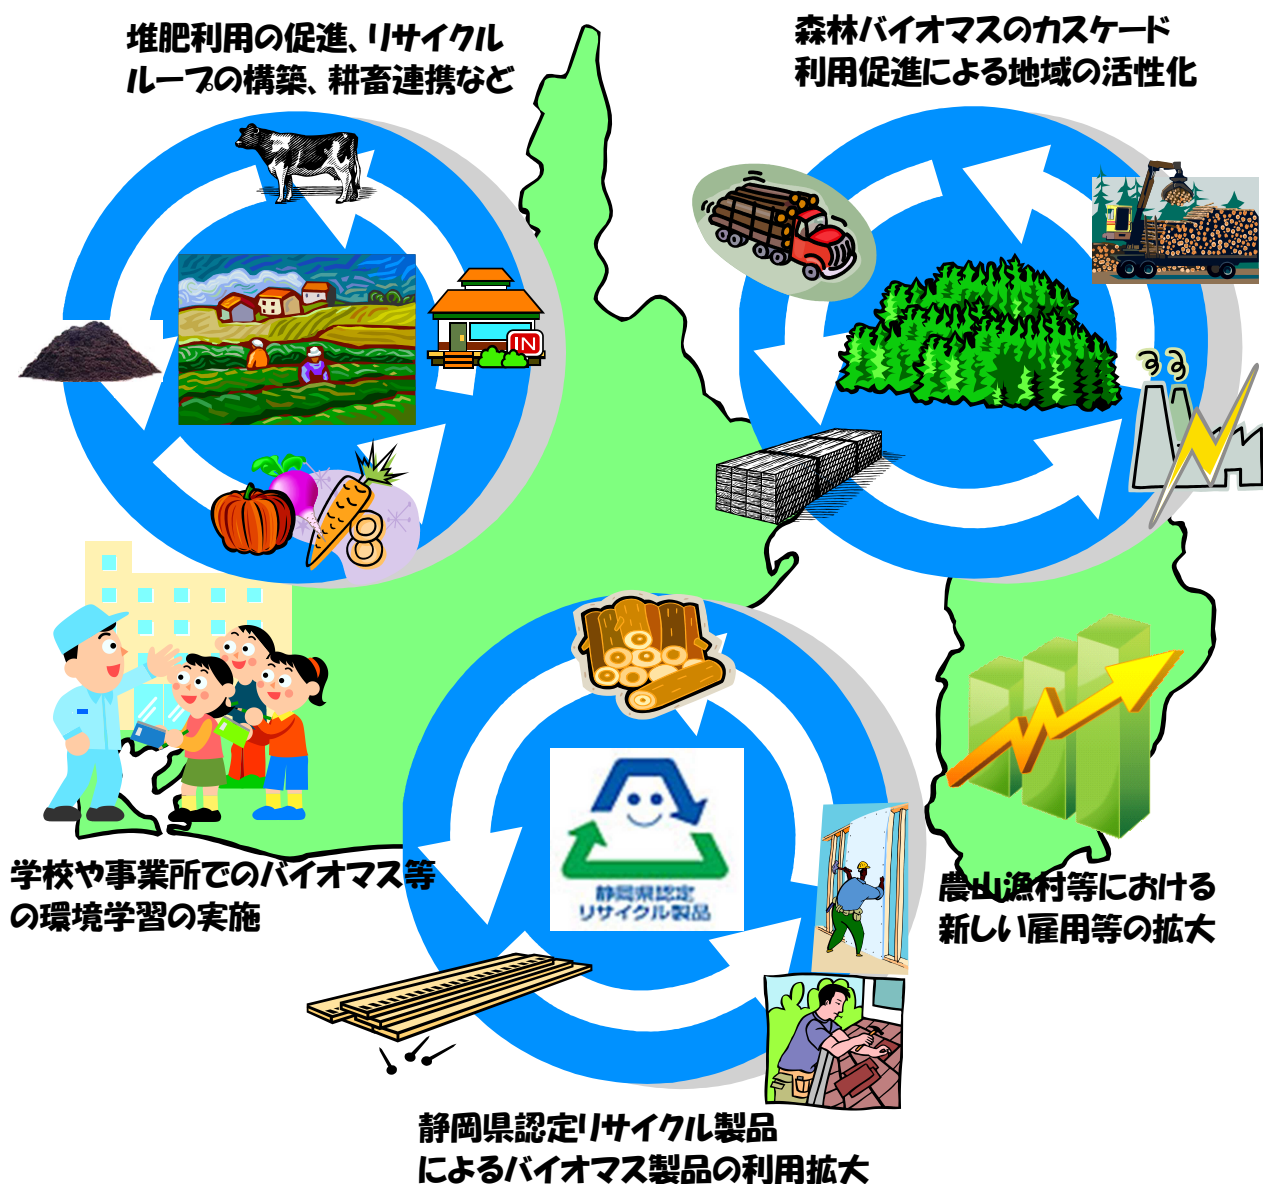 堆肥利用の促進、リサイクル
ループの構築、耕畜連携など
森林バイオマスのカスケード
利用促進による地域の活性化
IN
静岡県認定
リサイクル製品
学校や事業所でのバイオマス等
の環境学習の実施
農山漁村等における
新しい雇用等の拡大
静岡県認定リサイクル製品
によるバイオマス製品の利用拡大